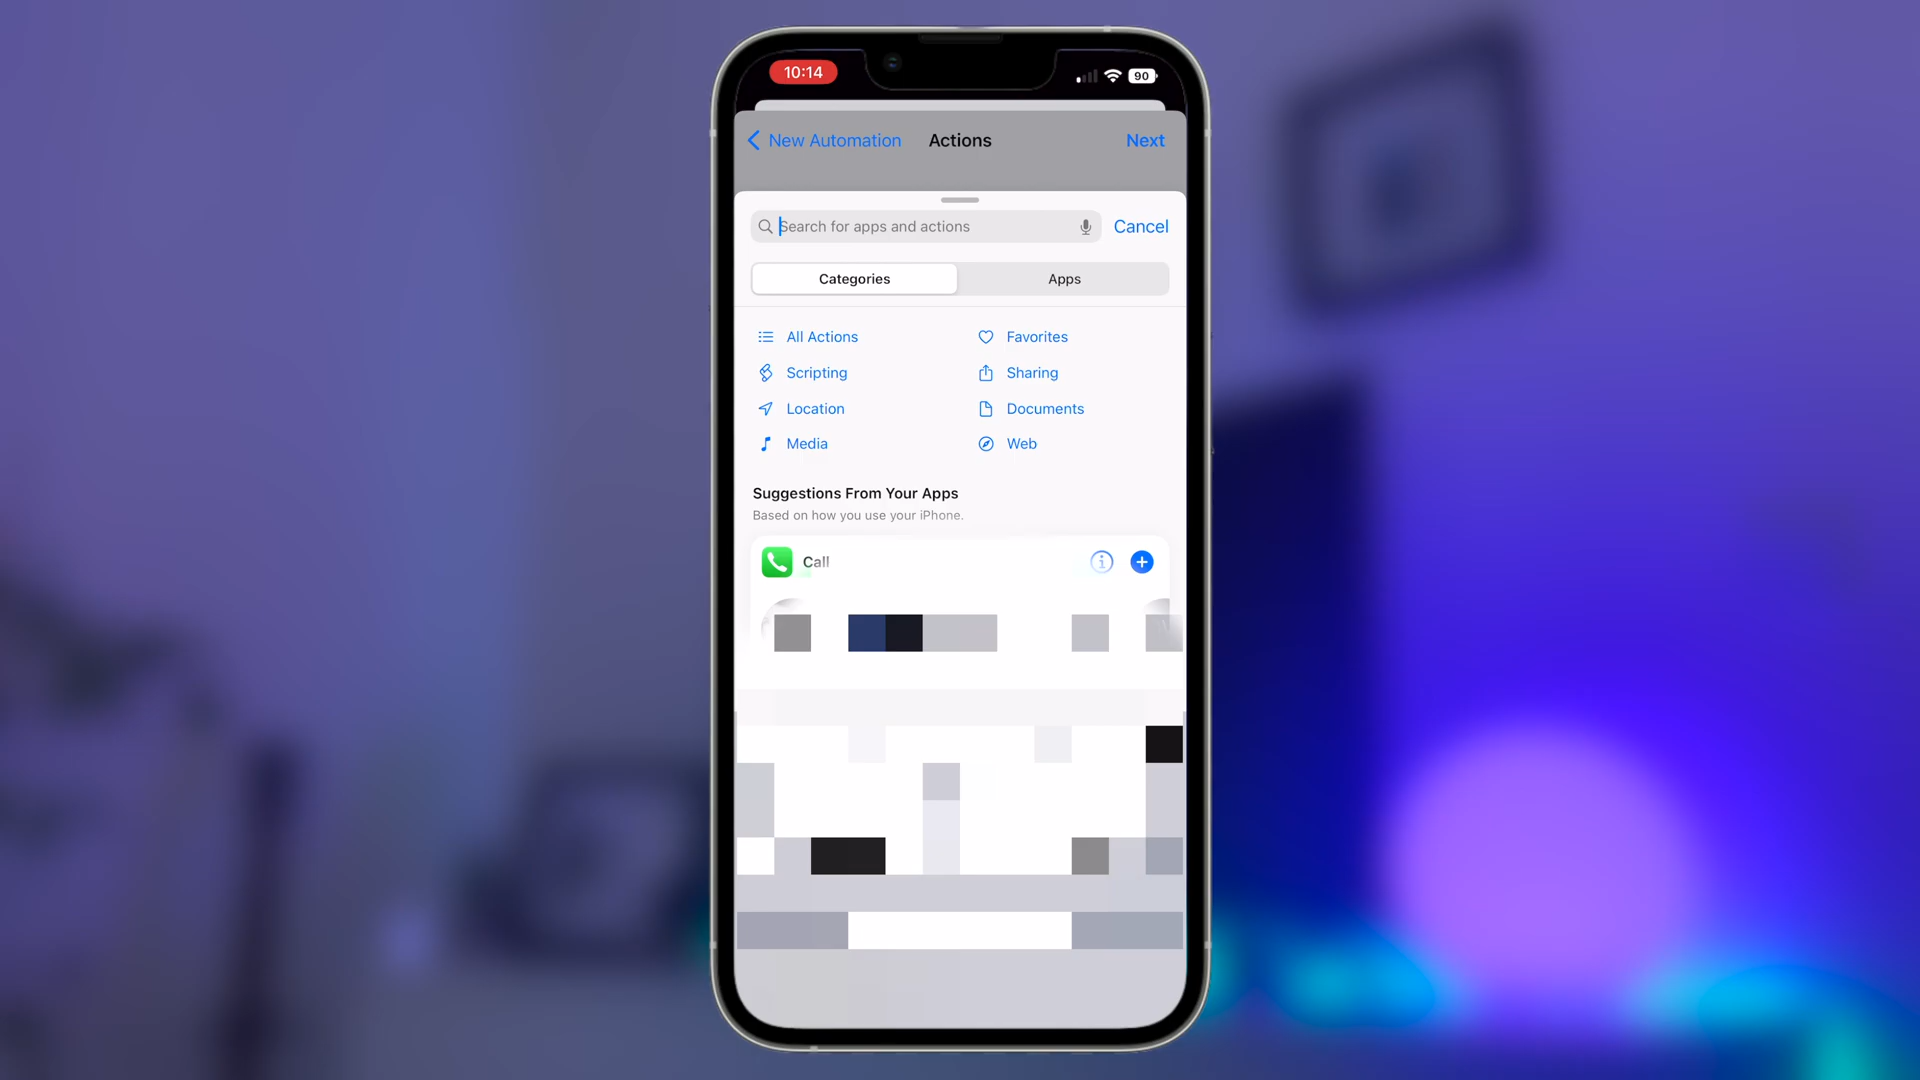 10:14
90
New Automation Actions Next
Search for apps and actions Cancel
Categories Apps
All Actions Favorites
Scripting Sharing
Location Documents
Media Web
Suggestions From Your Apps
Based on how you use your iPhone.
Call